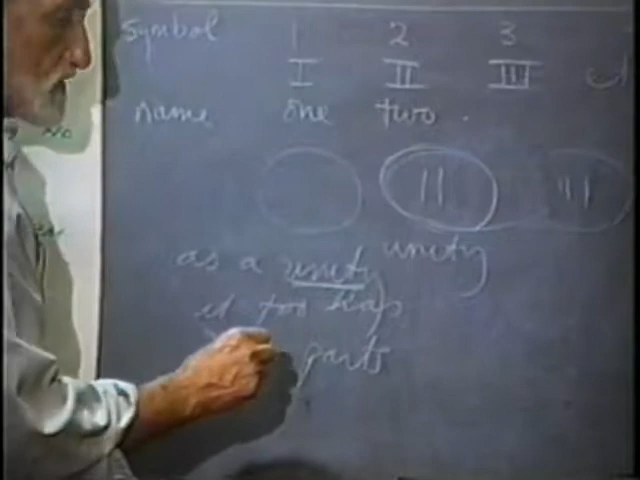 symbol 1 2 3
I II III
name one two .
|| ||
unity
as a unity
it too has
parts